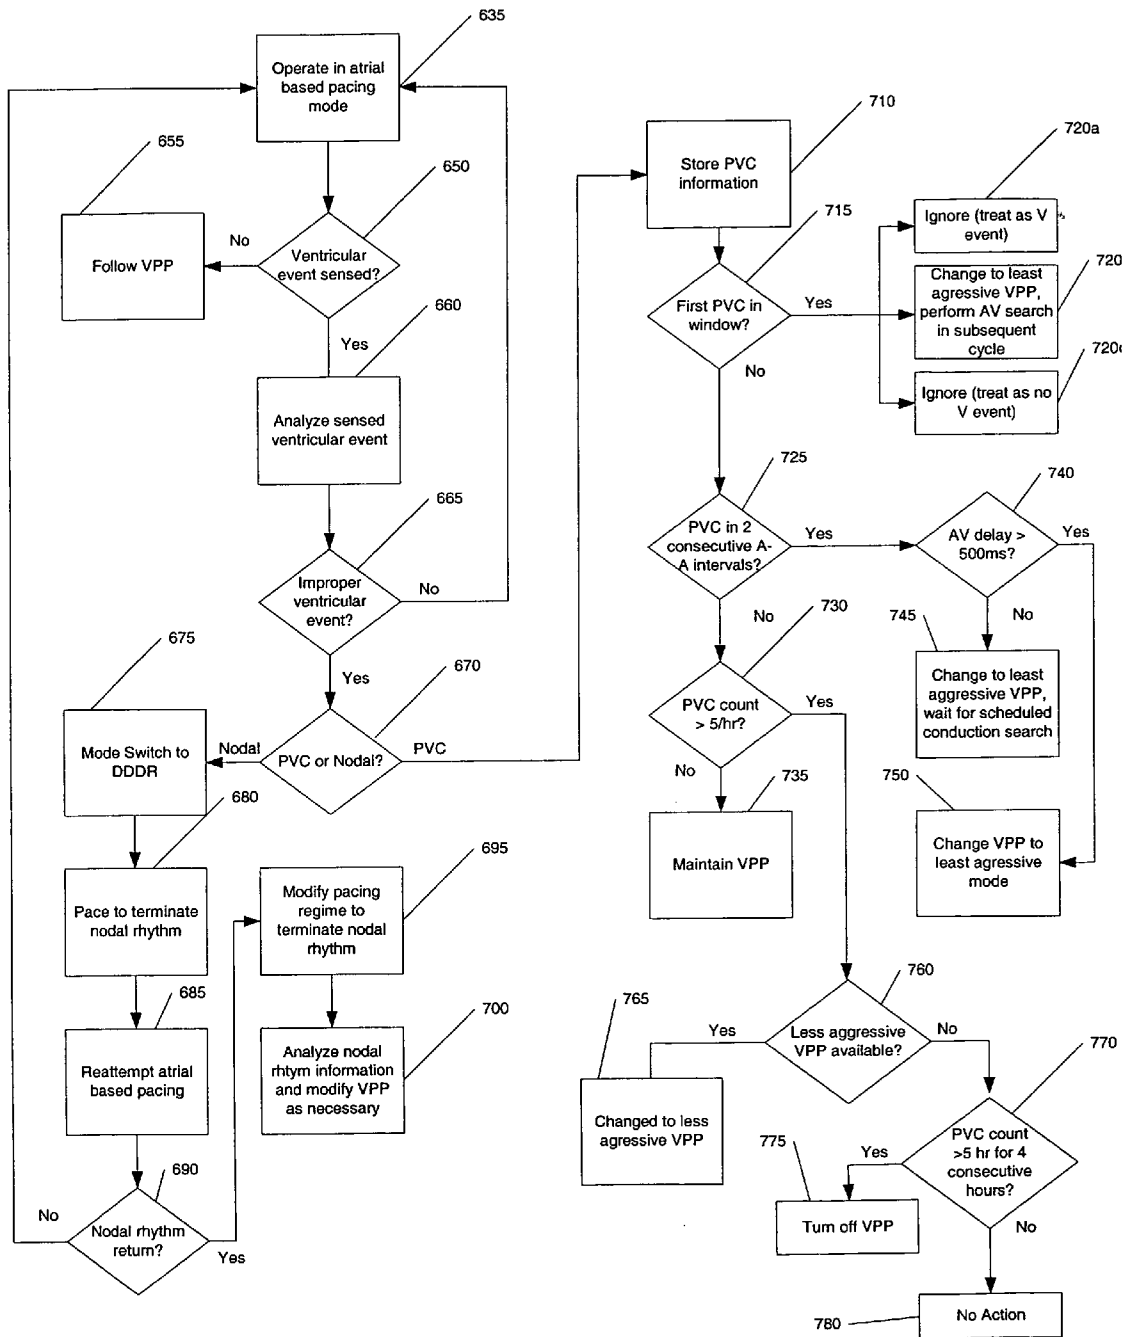 635
Operate in atrial
based pacing
mode
655
650
No
Follow VPP
Ventricular
event sensed?
660
Yes
Analyze sensed
ventricular event
665
Improper
ventricular
event?
No
675
Yes
670
Mode Switch to
DDDR
Nodal
PVC or Nodal?
PVC
680
Pace to terminate
nodal rhythm
695
Modify pacing
regime to
terminate nodal
rhythm
685
Reattempt atrial
based pacing
700
Analyze nodal
rhtym information
and modify VPP
as necessary
690
No
Nodal rhythm
return?
Yes
710
Store PVC
information
715
First PVC in
window?
Yes
No
720a
Ignore (treat as V
event)
720
Change to least
agressive VPP,
perform AV search
in subsequent
cycle
720c
Ignore (treat as no
V event)
725
PVC in 2
consecutive A-
A intervals?
Yes
No
740
AV delay >
500ms?
Yes
No
730
PVC count
> 5/hr?
Yes
No
745
Change to least
aggressive VPP,
wait for scheduled
conduction search
735
Maintain VPP
750
Change VPP to
least agressive
mode
760
Less aggressive
VPP available?
Yes
No
765
Changed to less
agressive VPP
770
PVC count
>5 hr for 4
consecutive
hours?
Yes
No
775
Turn off VPP
780
No Action